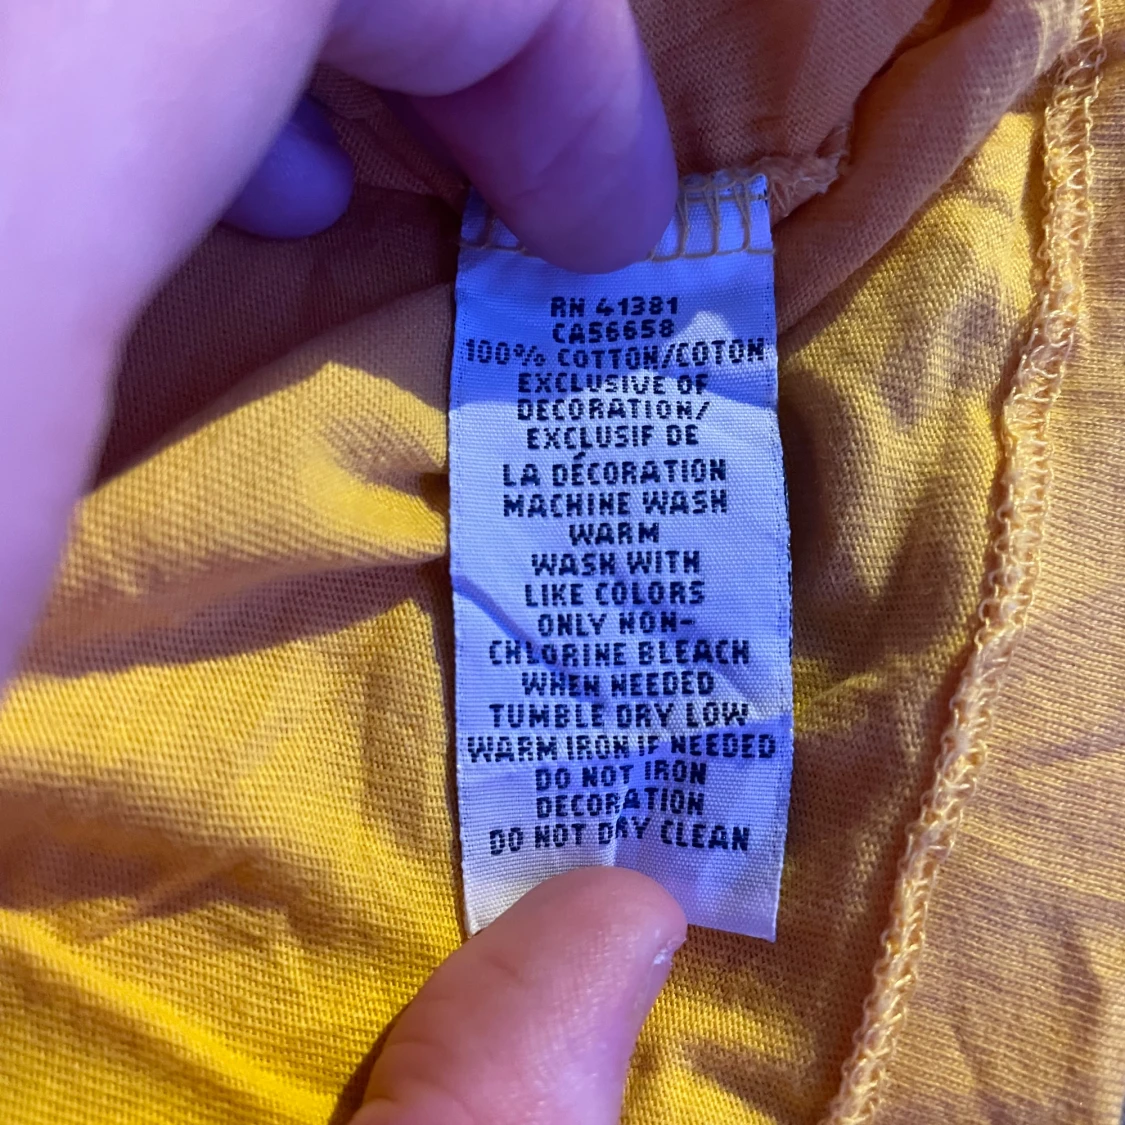 RN 41381
CA56658
100% COTTON/COTON
EXCLUSIVE OF
DECORATION/
EXCLUSIF DE
LA DÉCORATION
MACHINE WASH
WARM
WASH WITH
LIKE COLORS
ONLY NON-
CHLORINE BLEACH
WHEN NEEDED
TUMBLE DRY LOW
WARM IRON IF NEEDED
DO NOT IRON
DECORATION
DO NOT DRY CLEAN